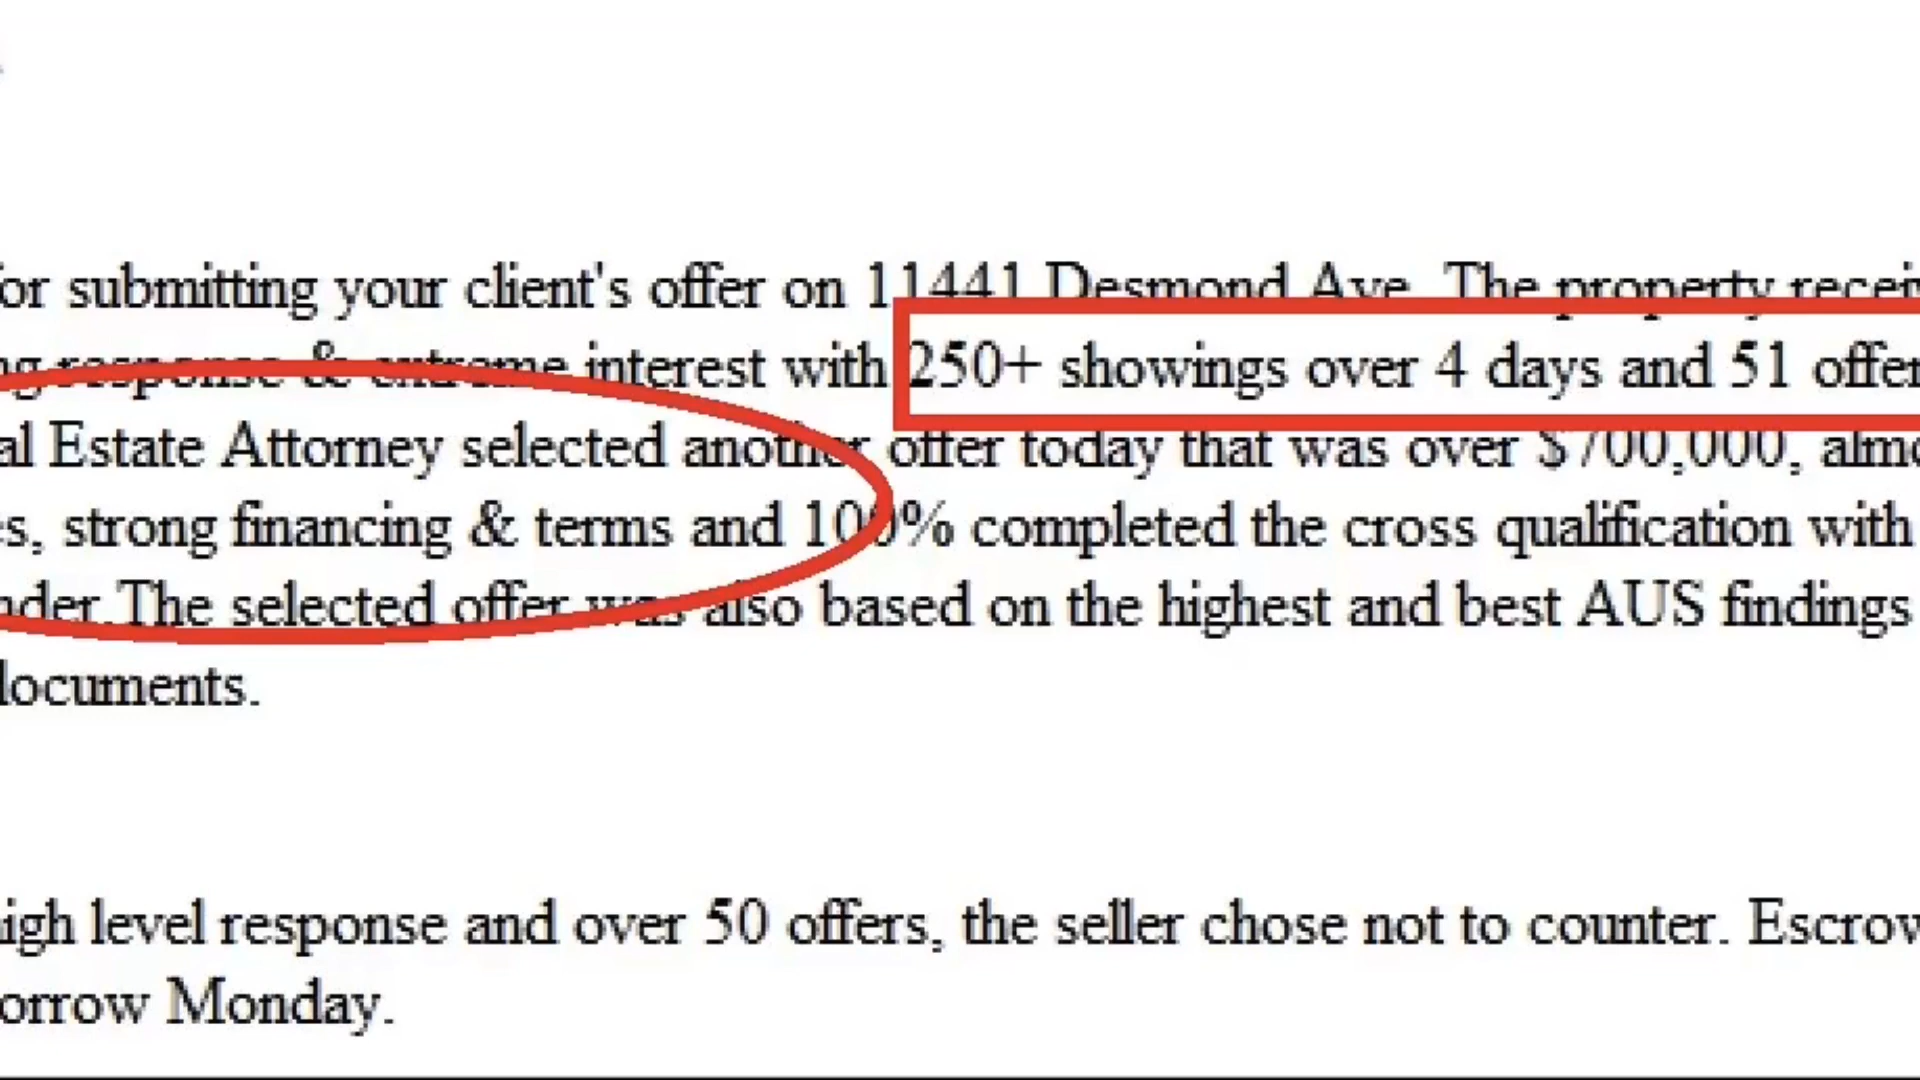 or submitting your client's offer on 11441 Desmond Ave. The property recei
ng response & extreme interest with 250+ showings over 4 days and 51 offer
al Estate Attorney selected another offer today that was over $700,000, alm
es, strong financing & terms and 100% completed the cross qualification with
nder. The selected offer was also based on the highest and best AUS findings
documents.
igh level response and over 50 offers, the seller chose not to counter. Escrow
orrow Monday.